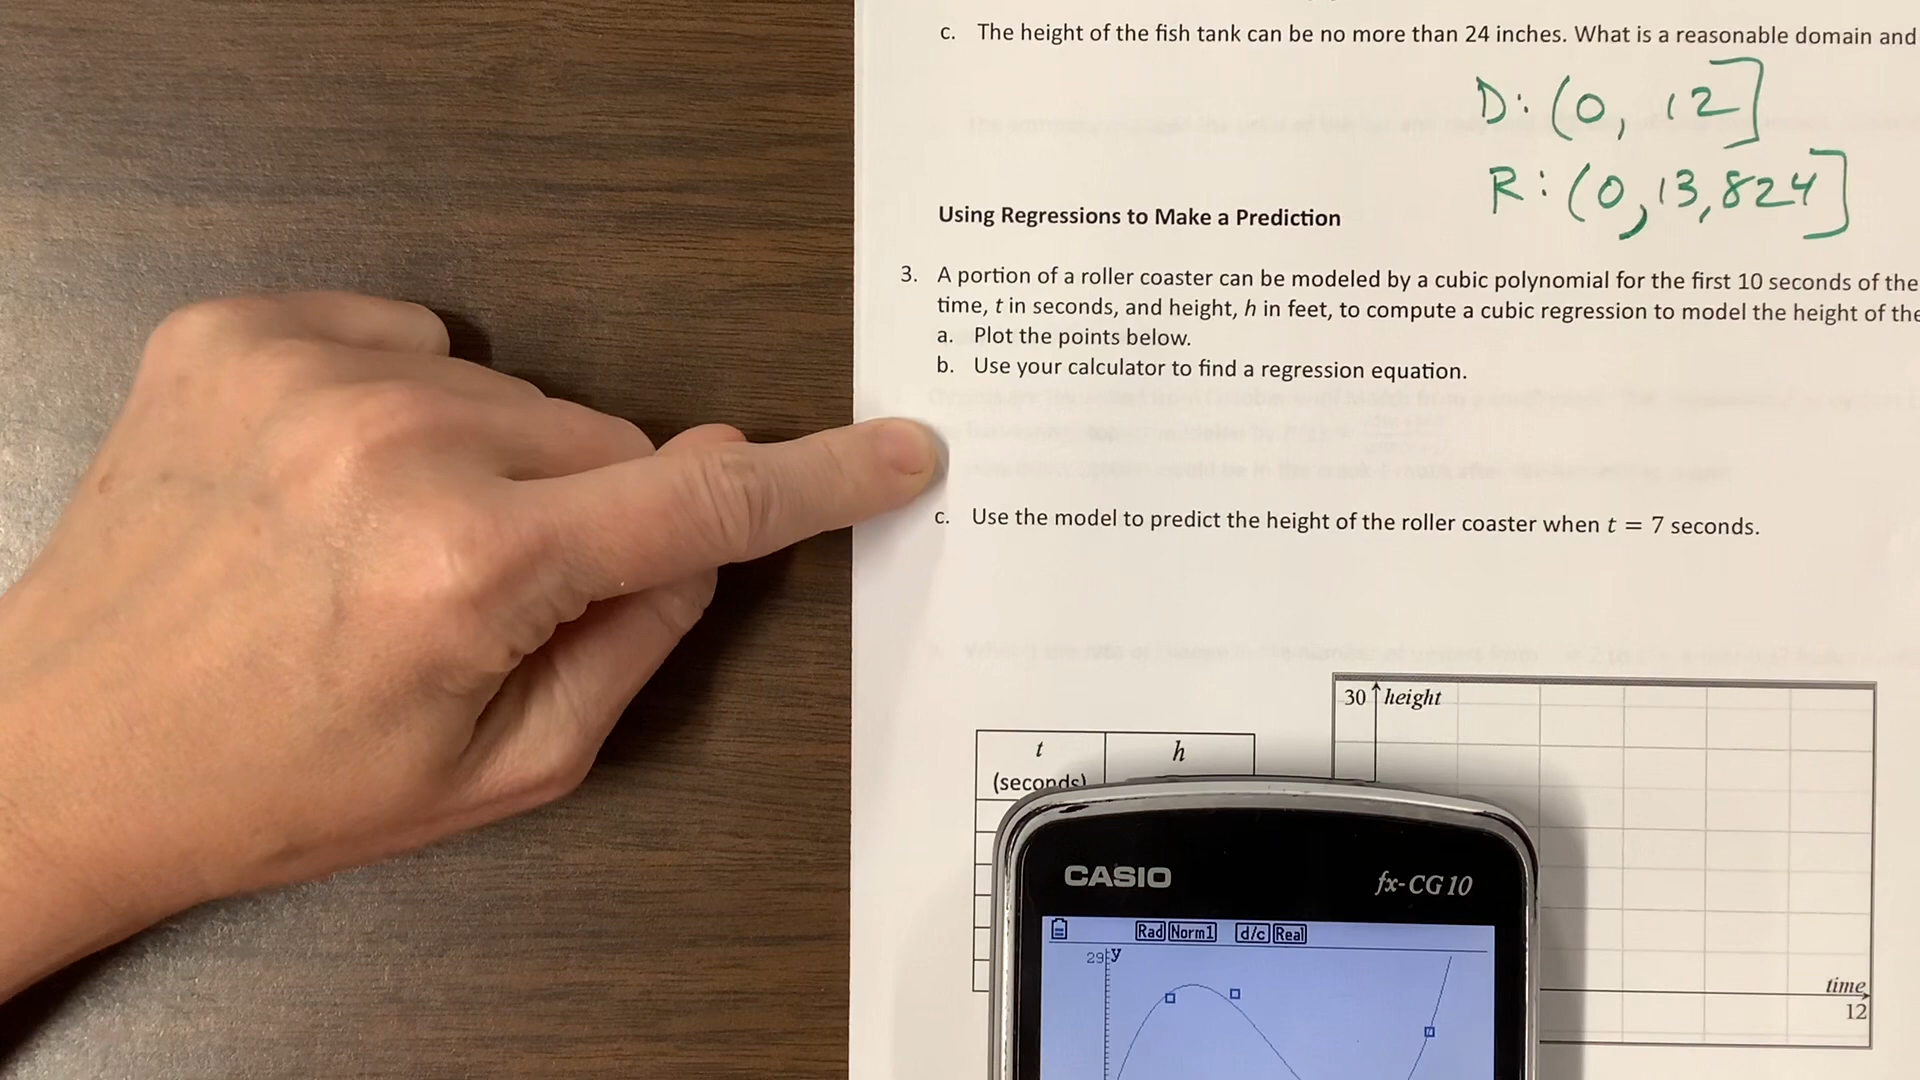 c. The height of the fish tank can be no more than 24 inches. What is a reasonable domain and
D: (0, 12]
R: (0, 13,824]
Using Regressions to Make a Prediction
3. A portion of a roller coaster can be modeled by a cubic polynomial for the first 10 seconds of the
time, t in seconds, and height, h in feet, to compute a cubic regression to model the height of the
a. Plot the points below.
b. Use your calculator to find a regression equation.
c. Use the model to predict the height of the roller coaster when t = 7 seconds.
30 height
t h
(seconds)
time
12
CASIO
fx-CG10
Rad Norm1 d/c Real
29 y